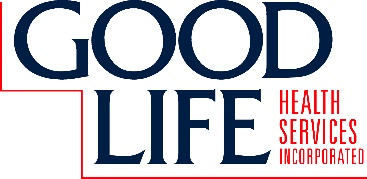 GOOD
LIFE
HEALTH
SERVICES
INCORPORATED